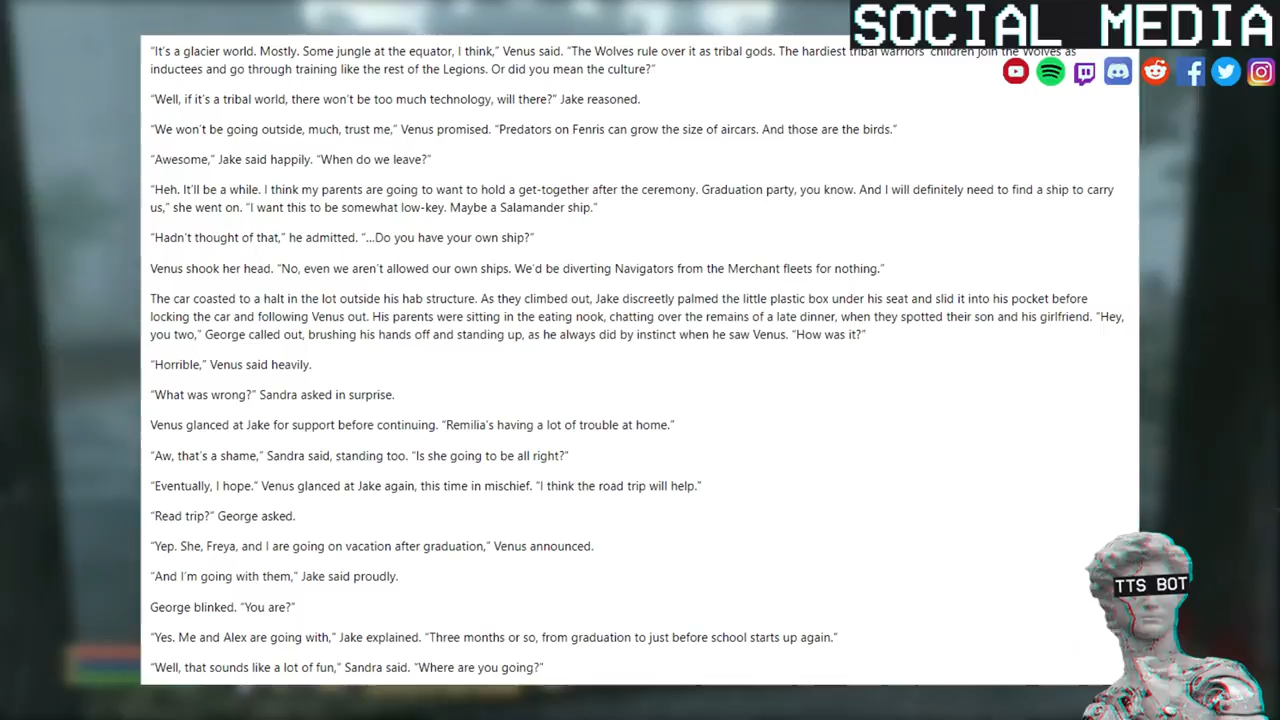 SOCIAL MEDIA
“It’s a glacier world. Mostly. Some jungle at the equator, I think,” Venus said. “The Wolves rule over it as tribal gods. The hardiest tribal warriors’ children join the Wolves as
inductees and go through training like the rest of the Legions. Or did you mean the culture?”
“Well, if it’s a tribal world, there won’t be too much technology, will there?” Jake reasoned.
“We won’t be going outside, much, trust me,” Venus promised. “Predators on Fenris can grow the size of aircars. And those are the birds.”
“Awesome,” Jake said happily. “When do we leave?”
“Heh. It’ll be a while. I think my parents are going to want to hold a get-together after the ceremony. Graduation party, you know. And I will definitely need to find a ship to carry
us,” she went on. “I want this to be somewhat low-key. Maybe a Salamander ship.”
“Hadn’t thought of that,” he admitted. “…Do you have your own ship?”
Venus shook her head. “No, even we aren’t allowed our own ships. We’d be diverting Navigators from the Merchant fleets for nothing.”
The car coasted to a halt in the lot outside his hab structure. As they climbed out, Jake discreetly palmed the little plastic box under his seat and slid it into his pocket before
locking the car and following Venus out. His parents were sitting in the eating nook, chatting over the remains of a late dinner, when they spotted their son and his girlfriend. “Hey,
you two,” George called out, brushing his hands off and standing up, as he always did by instinct when he saw Venus. “How was it?”
“Horrible,” Venus said heavily.
“What was wrong?” Sandra asked in surprise.
Venus glanced at Jake for support before continuing. “Remilia’s having a lot of trouble at home.”
“Aw, that’s a shame,” Sandra said, standing too. “Is she going to be all right?”
“Eventually, I hope.” Venus glanced at Jake again, this time in mischief. “I think the road trip will help.”
“Read trip?” George asked.
“Yep. She, Freya, and I are going on vacation after graduation,” Venus announced.
“And I’m going with them,” Jake said proudly.
George blinked. “You are?”
“Yes. Me and Alex are going with,” Jake explained. “Three months or so, from graduation to just before school starts up again.”
“Well, that sounds like a lot of fun,” Sandra said. “Where are you going?”
TTS BOT